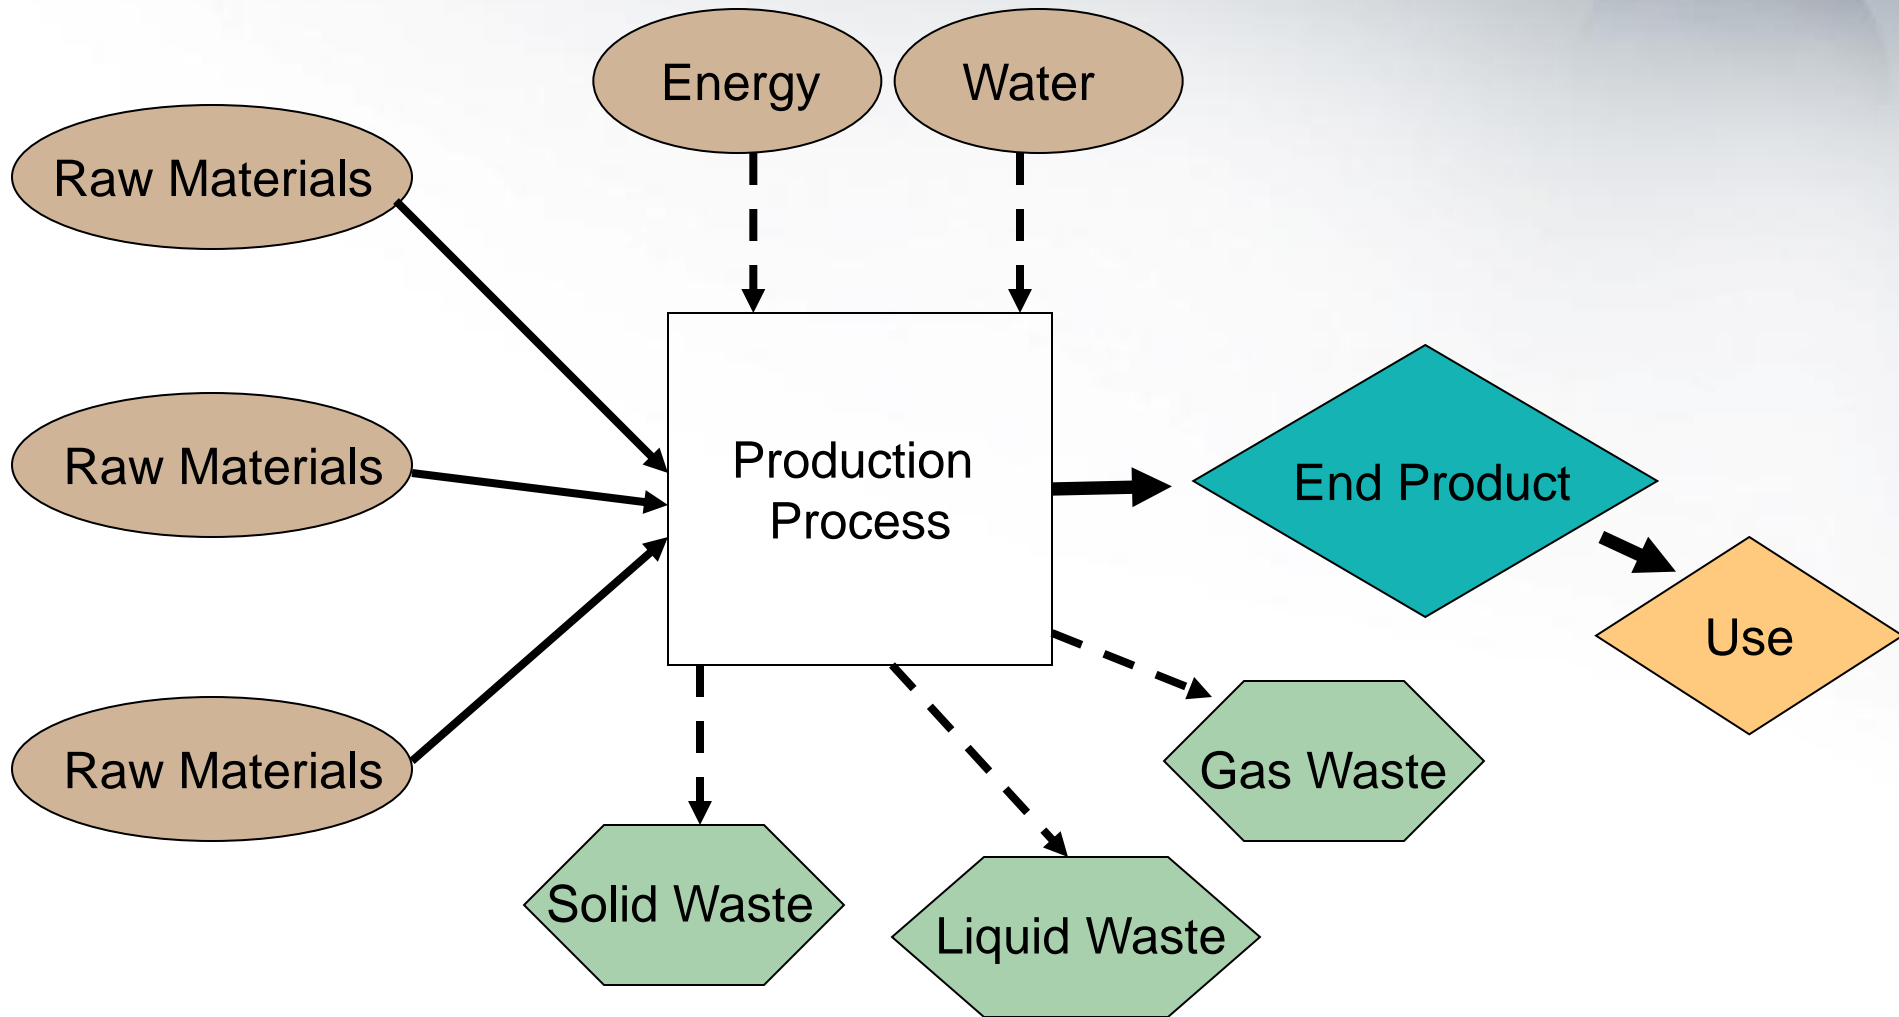 Energy
Water
Raw Materials
Raw Materials
Production
Process
End Product
Use
Raw Materials
Gas Waste
Solid Waste
Liquid Waste